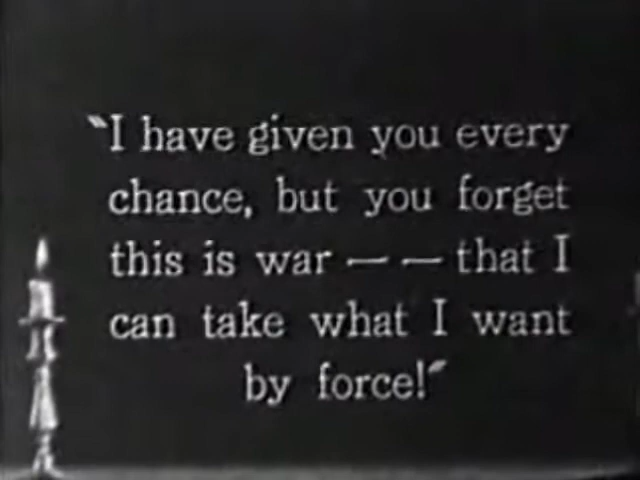 "I have given you every
chance, but you forget
this is war — — that I
can take what I want
by force!"